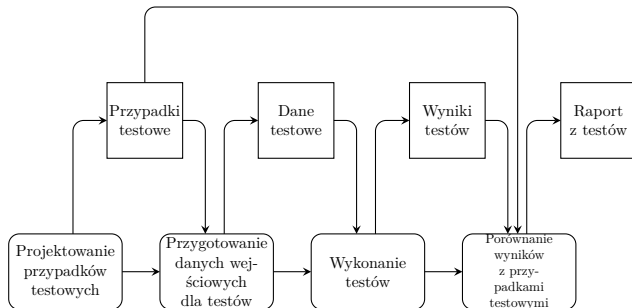 Przypadki
testowe
Dane
testowe
Wyniki
testów
Raport
z testów
Projektowanie
przypadków
testowych
Przygotowanie
danych wej-
ściowych
dla testów
Wykonanie
testów
Porównanie
wyników
z przy-
padkami
testowymi